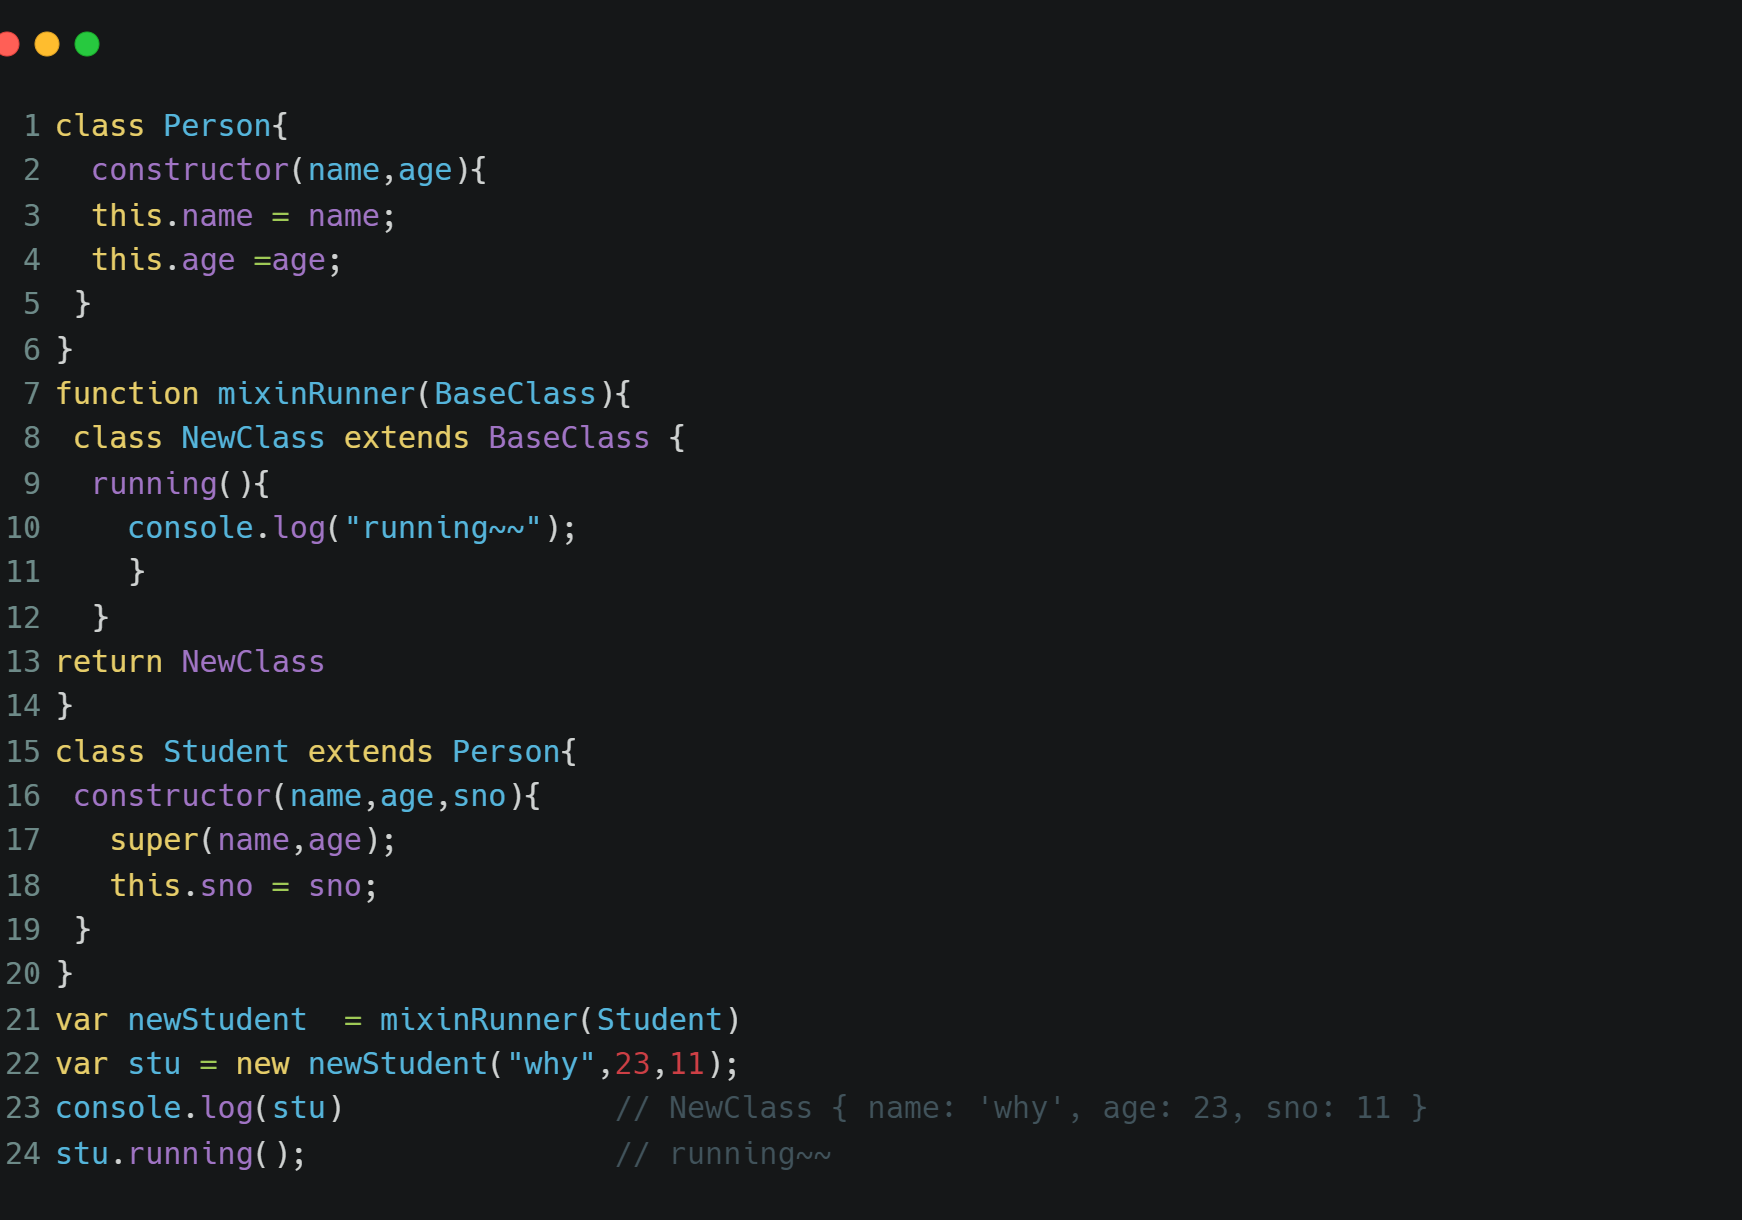 1 class Person{
2   constructor(name,age){
3   this.name = name;
4   this.age =age;
5  }
6 }
7 function mixinRunner(BaseClass){
8  class NewClass extends BaseClass {
9   running(){
10     console.log("running~~");
11     }
12   }
13 return NewClass
14 }
15 class Student extends Person{
16  constructor(name,age,sno){
17    super(name,age);
18    this.sno = sno;
19  }
20 }
21 var newStudent  = mixinRunner(Student)
22 var stu = new newStudent("why",23,11);
23 console.log(stu)               // NewClass { name: 'why', age: 23, sno: 11 }
24 stu.running();                 // running~~